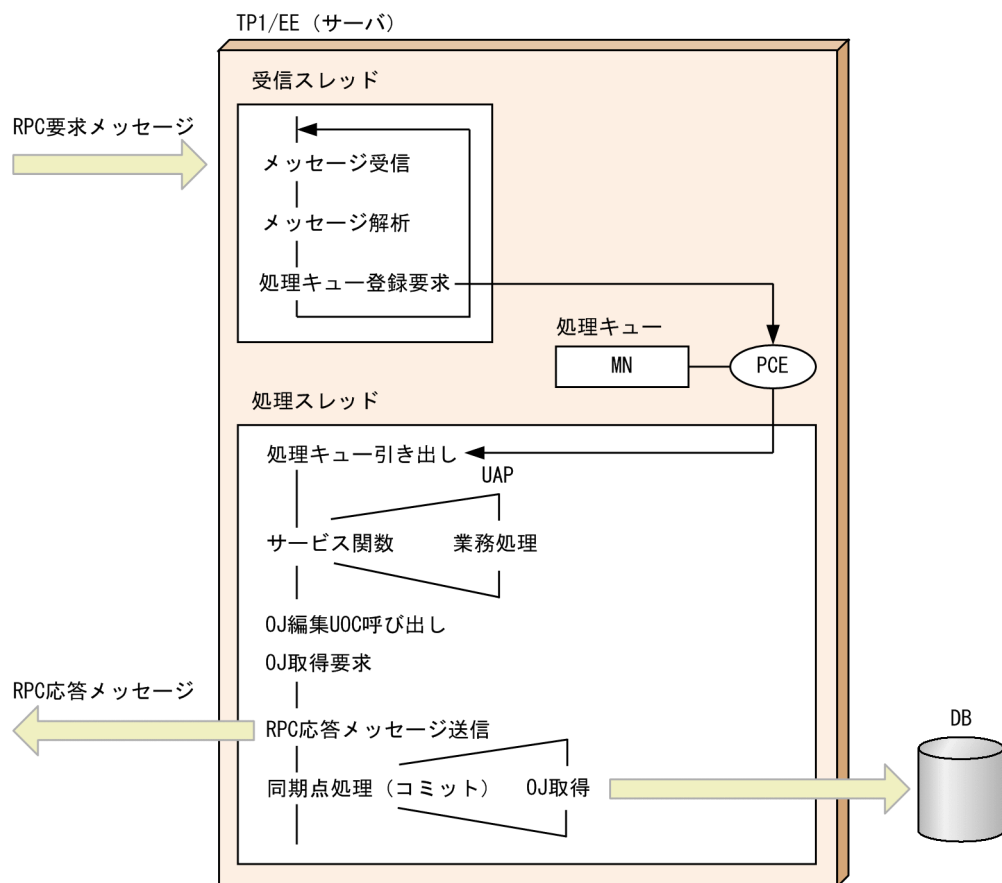 TP1/EE（サーバ）
受信スレッド
RPC要求メッセージ
メッセージ受信
メッセージ解析
処理キュー登録要求
処理キュー
MN
PCE
処理スレッド
処理キュー引き出し
UAP
サービス関数
業務処理
OJ編集UOC呼び出し
OJ取得要求
RPC応答メッセージ
RPC応答メッセージ送信
DB
同期点処理（コミット）
OJ取得